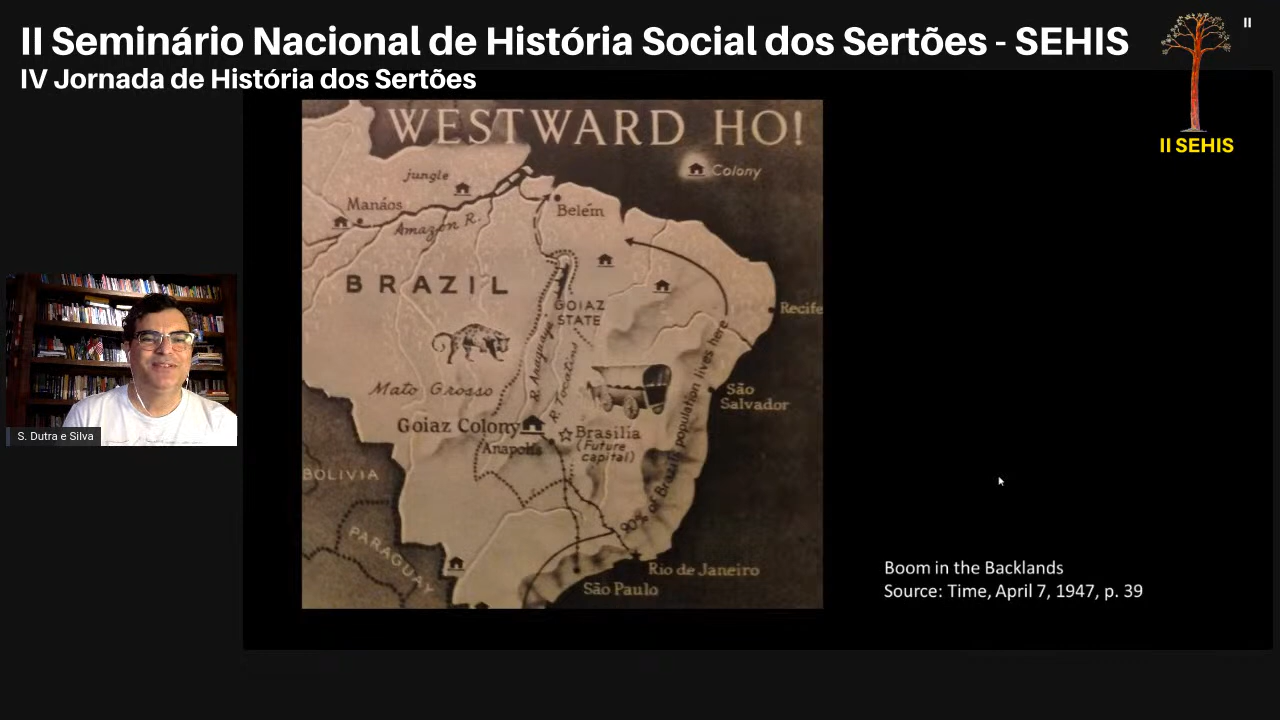 II Seminário Nacional de História Social dos Sertões - SEHIS
IV Jornada de História dos Sertões
II
II SEHIS
WESTWARD HO!
Colony
jungle
Manáos
Amazon R.
Belém
BRAZIL
GOIAZ
STATE
Recife
R. Araguaya
R. Tocatins
Mato Grosso
São
Salvador
Goiaz Colony
Brasilia
(Future
capital)
Anapolis
90% of Brazil's population lives here
BOLIVIA
PARAGUAY
Rio de Janeiro
São Paulo
S. Dutra e Silva
Boom in the Backlands
Source: Time, April 7, 1947, p. 39